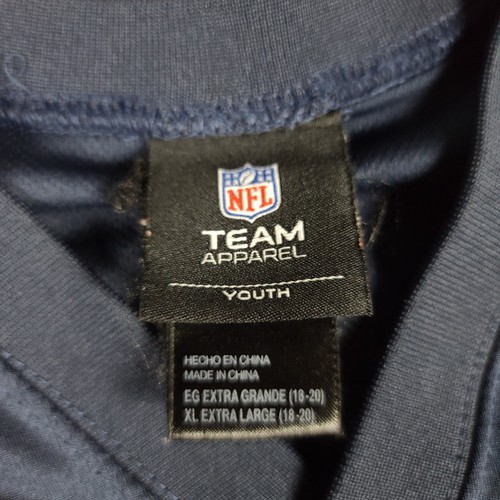 NFL
TEAM
APPAREL
YOUTH
HECHO EN CHINA
MADE IN CHINA
EG EXTRA GRANDE (18-20)
XL EXTRA LARGE (18-20)